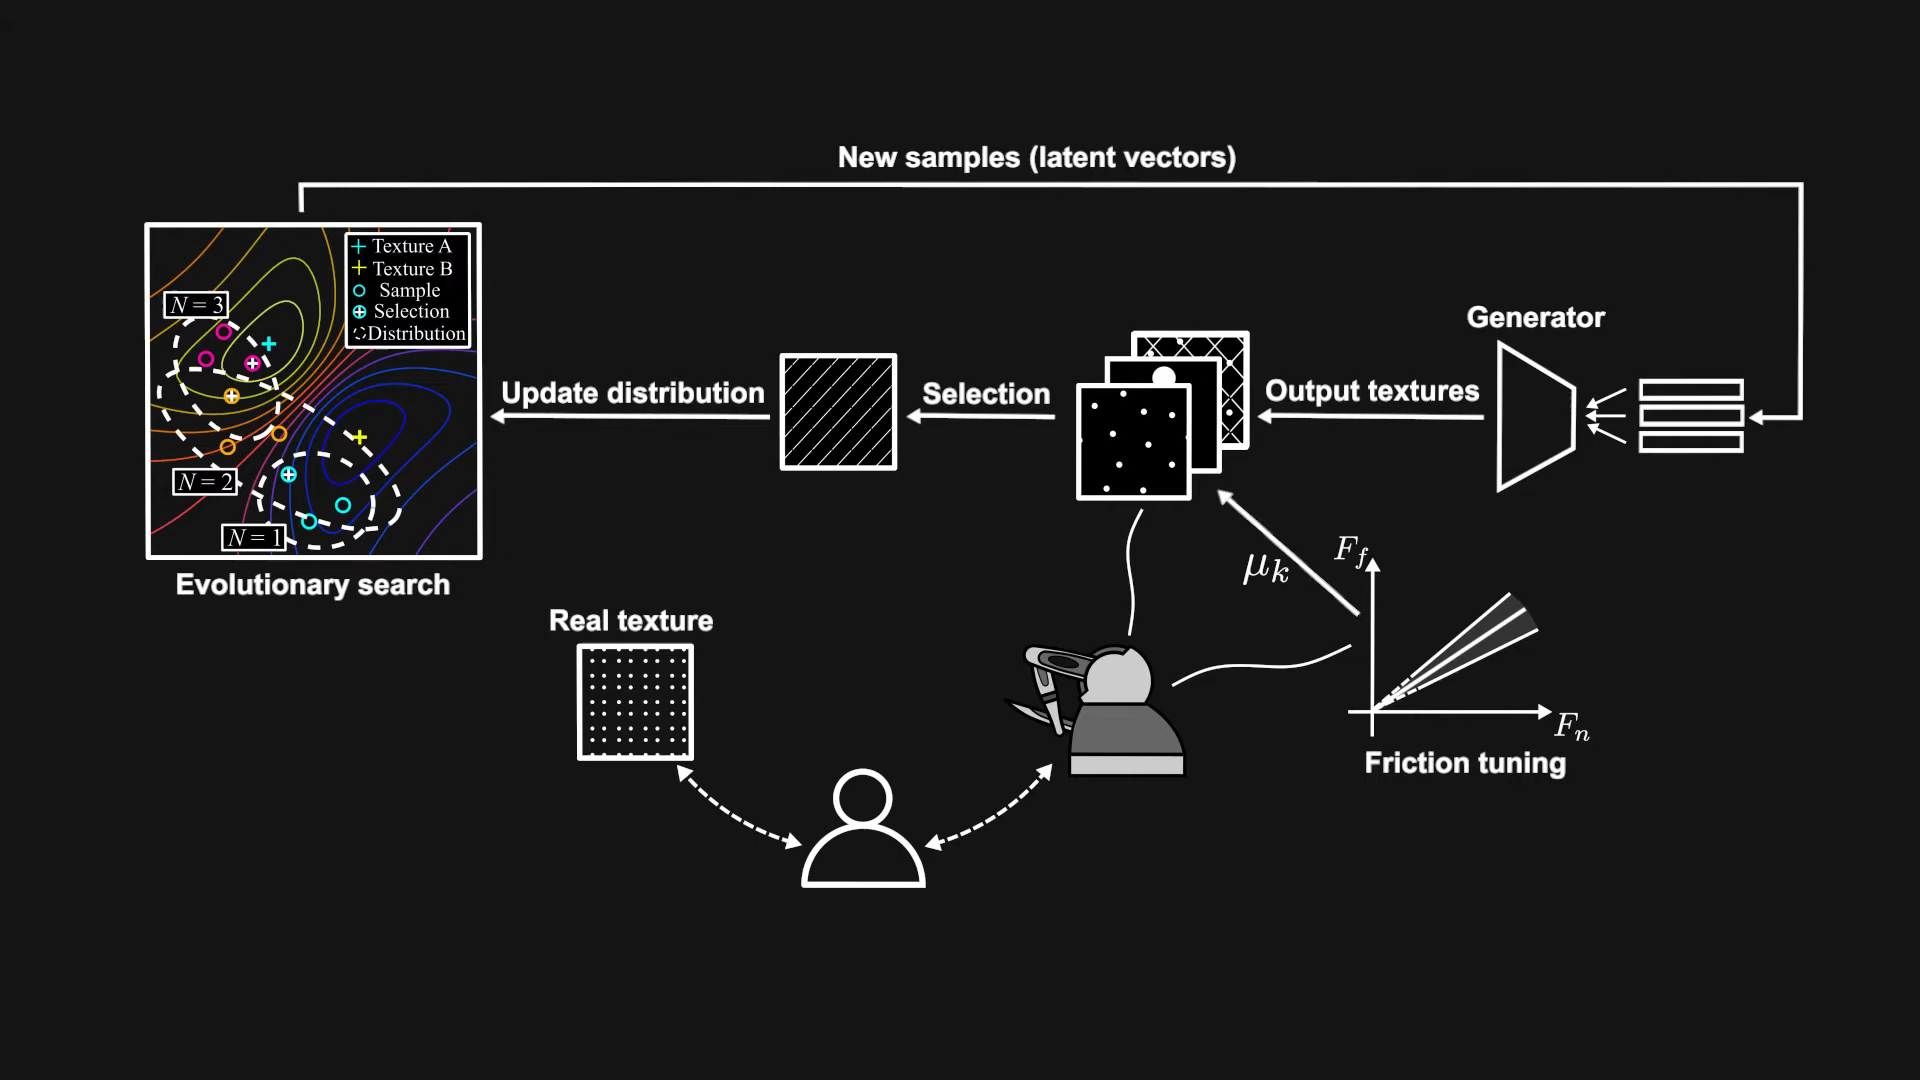 New samples (latent vectors)
Texture A
Texture B
Sample
Selection
Distribution
N = 3
N = 2
N = 1
Evolutionary search
Update distribution
Selection
Output textures
Generator
Real texture
μk
Ff
Fn
Friction tuning